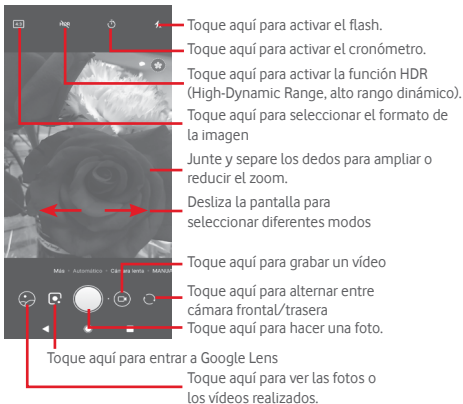 4:3
HDR
Toque aquí para activar el flash.
Toque aquí para activar el cronómetro.
Toque aquí para activar la función HDR
(High-Dynamic Range, alto rango dinámico).
Toque aquí para seleccionar el formato de
la imagen
Junte y separe los dedos para ampliar o
reducir el zoom.
Desliza la pantalla para
seleccionar diferentes modos
Más Automático Cámara lenta MANUA
Toque aquí para grabar un vídeo
Toque aquí para alternar entre
cámara frontal/trasera
Toque aquí para hacer una foto.
Toque aquí para entrar a Google Lens
Toque aquí para ver las fotos o
los vídeos realizados.